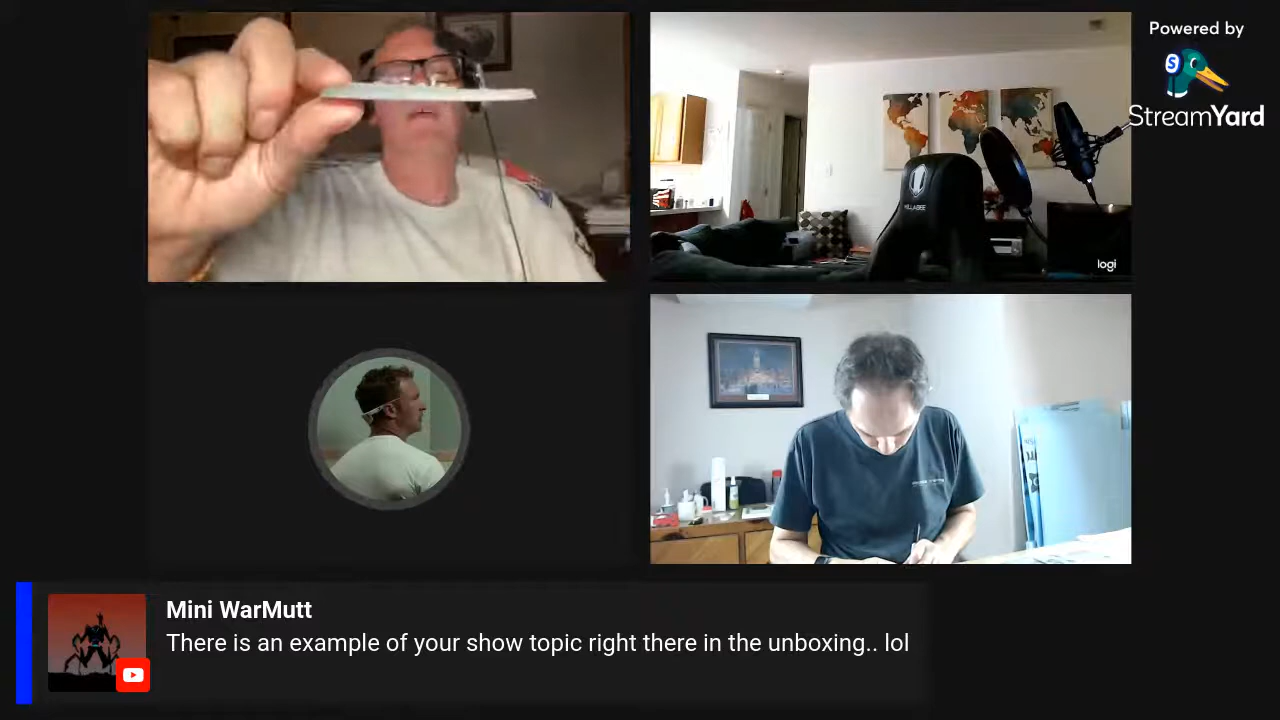 Powered by
S
StreamYard
logi
Mini WarMutt
There is an example of your show topic right there in the unboxing.. lol